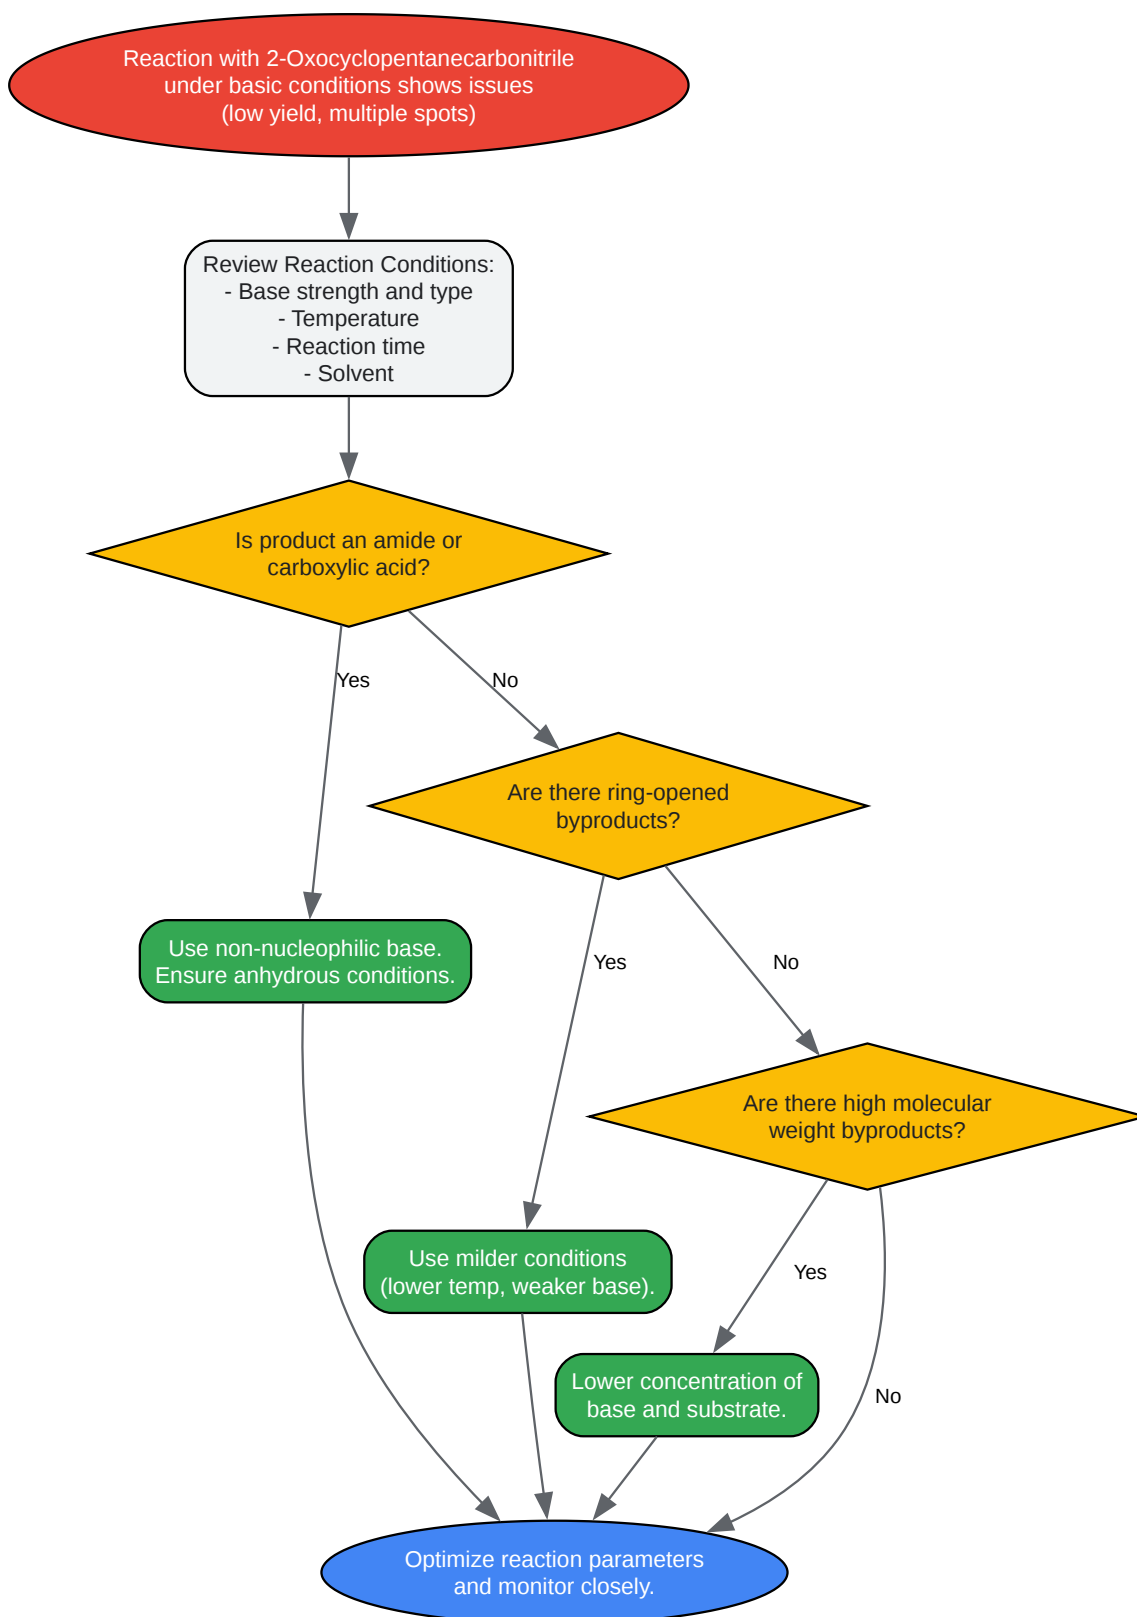 Reaction with 2-Oxocyclopentanecarbonitrile
under basic conditions shows issues
(low yield, multiple spots)
Review Reaction Conditions:
- Base strength and type
- Temperature
- Reaction time
- Solvent
Is product an amide or
carboxylic acid?
Yes
No
Are there ring-opened
byproducts?
Use non-nucleophilic base.
Ensure anhydrous conditions.
Yes
No
Are there high molecular
weight byproducts?
Use milder conditions
(lower temp, weaker base).
Yes
Lower concentration of
base and substrate.
No
Optimize reaction parameters
and monitor closely.